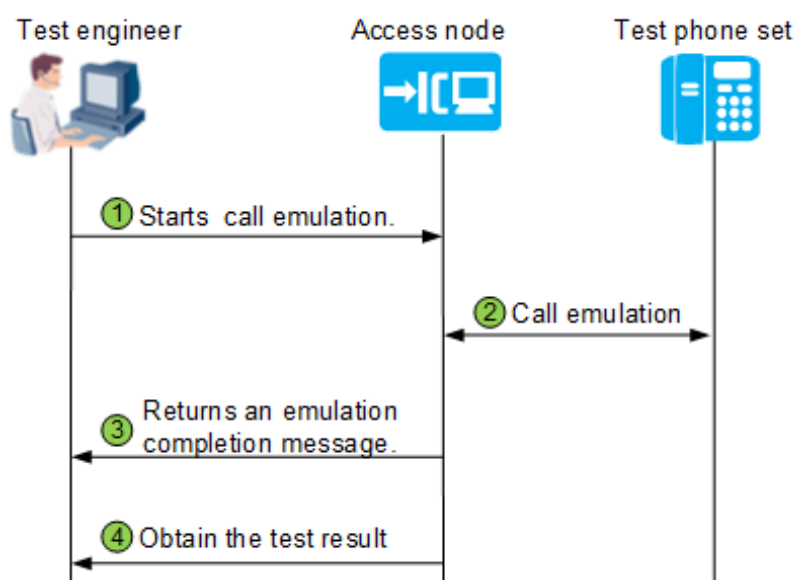 Test engineer
Access node
Test phone set
1 Starts call emulation.
2 Call emulation
3 Returns an emulation
completion message.
4 Obtain the test result